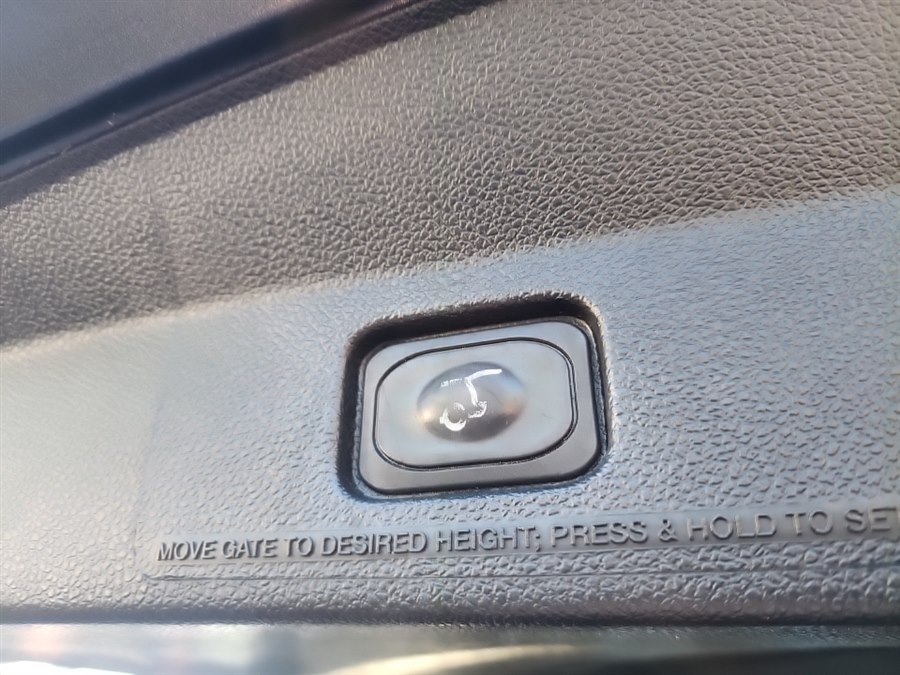 MOVE GATE TO DESIRED HEIGHT; PRESS & HOLD TO SET